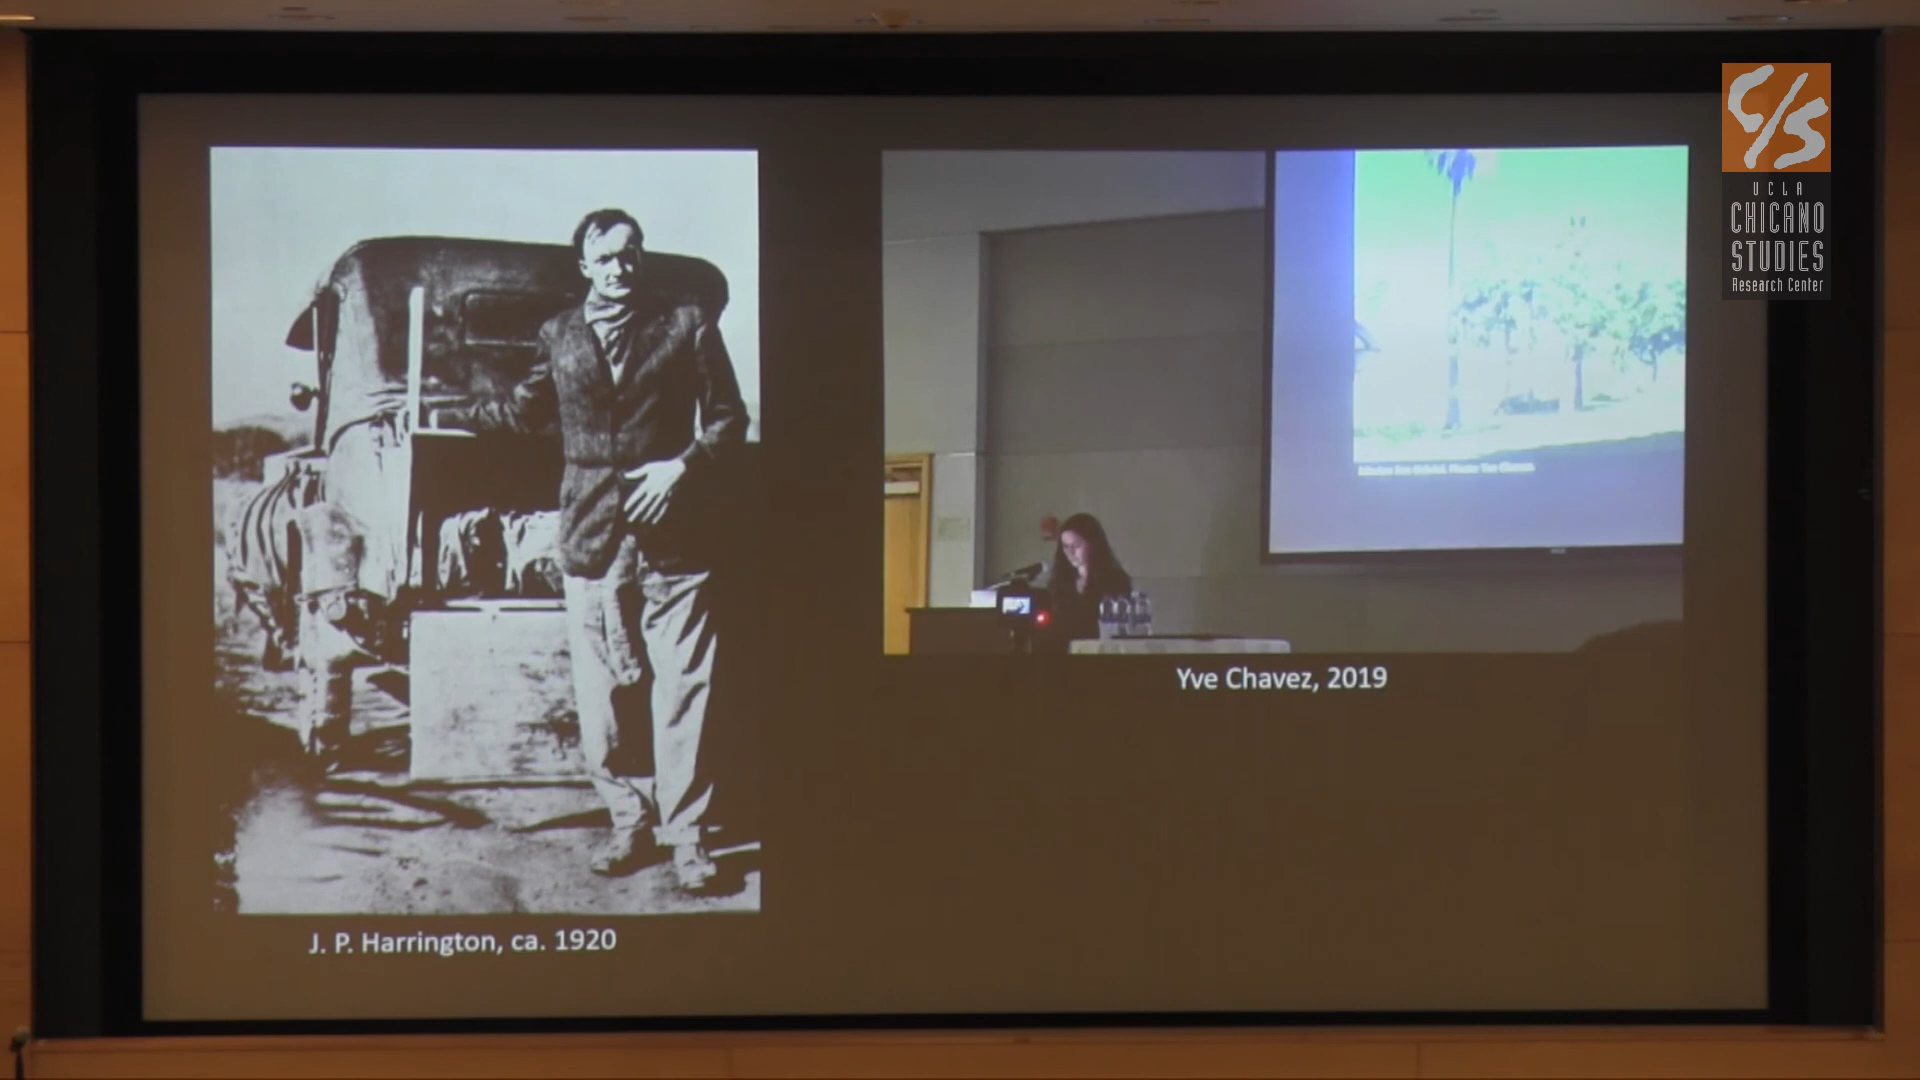 J. P. Harrington, ca. 1920
Yve Chavez, 2019
C/S
UCLA
CHICANO
STUDIES
Research Center